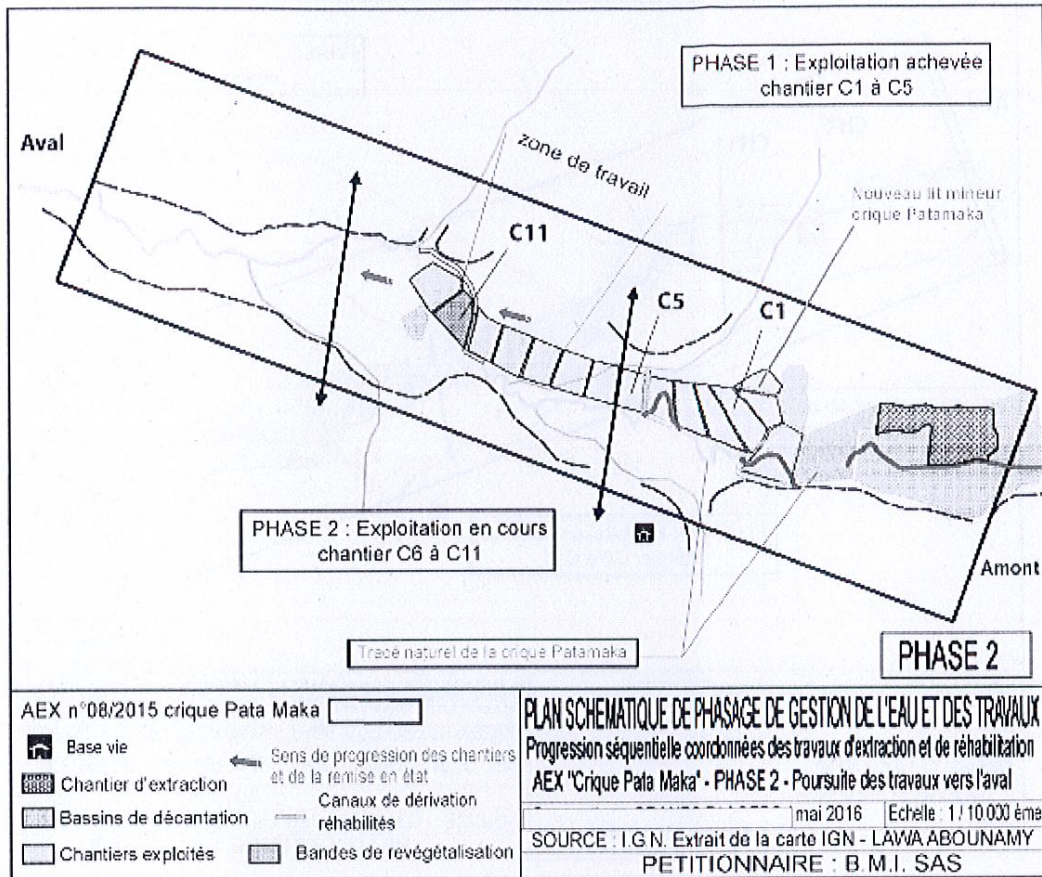 PHASE 1 : Exploitation achevée
chantier C1 à C5
Aval
zone de travail
Nouveau lit mineur
crique Patamaka
C11
C5
C1
PHASE 2 : Exploitation en cours
chantier C6 à C11
Amont
Tracé naturel de la crique Patamaka
PHASE 2
AEX n°08/2015 crique Pata Maka
Base vie
Sens de progression des chantiers
et de la remise en état
Chantier d'extraction
Canaux de dérivation
réhabilités
Bassins de décantation
Chantiers exploités
Bandes de revégétalisation
PLAN SCHEMATIQUE DE PHASAGE DE GESTION DE L'EAU ET DES TRAVAUX
Progression séquentielle coordonnées des travaux d'extraction et de réhabilitation
AEX "Crique Pata Maka" - PHASE 2 - Poursuite des travaux vers l'aval
mai 2016
Echelle : 1 / 10 000 ème
SOURCE : I.G.N. Extrait de la carte IGN - LAWA ABOUNAMY
PETITIONNAIRE : B.M.I. SAS